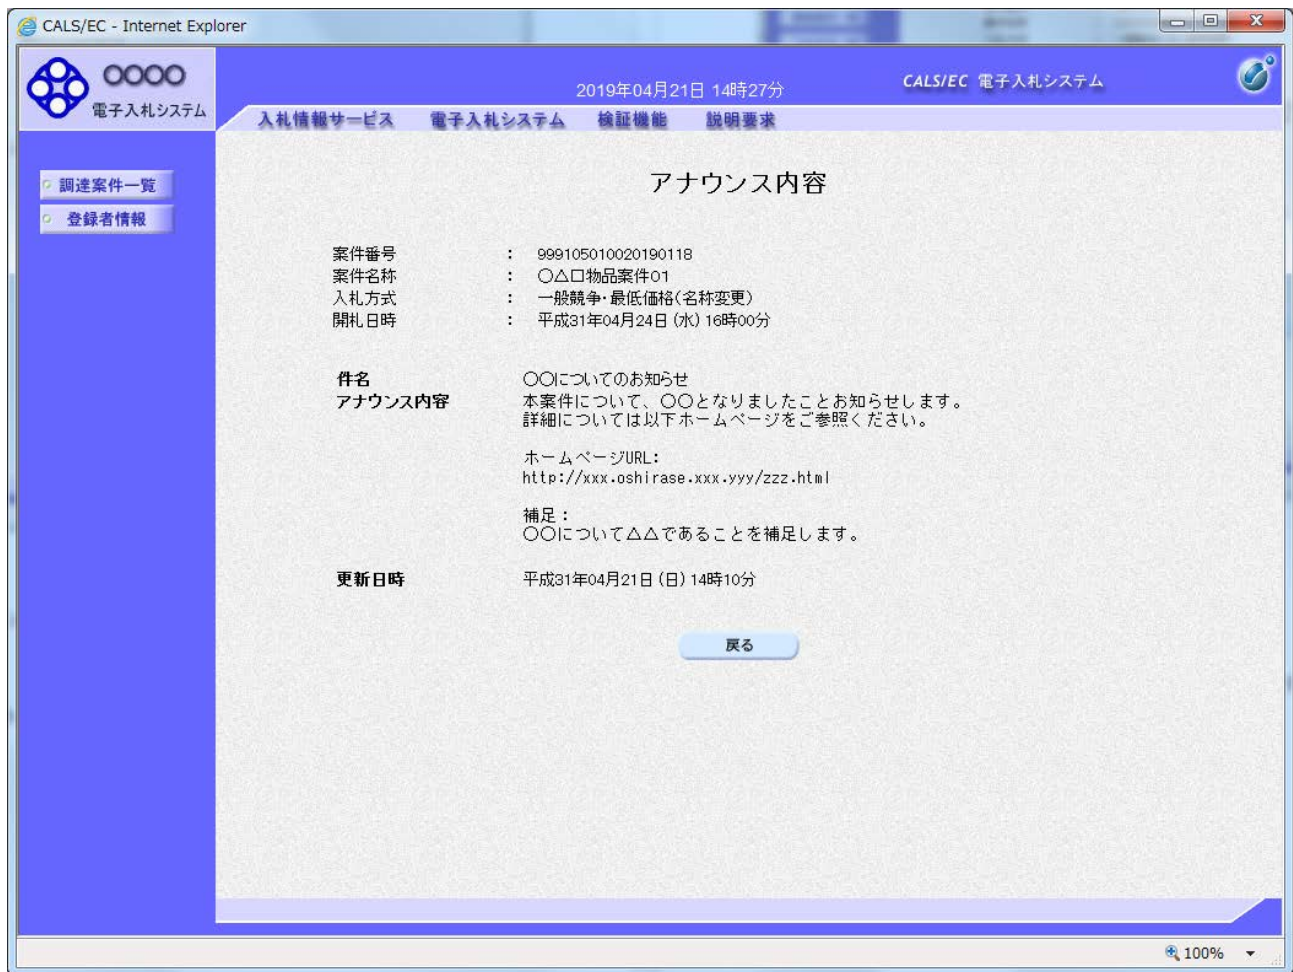 CALS/EC - Internet Explorer
○○○○
電子入札システム
2019年04月21日 14時27分
CALS/EC 電子入札システム
入札情報サービス 電子入札システム 検証機能 説明要求
調達案件一覧
登録者情報
アナウンス内容
案件番号 : 999105010020190118
案件名称 : ○△口物品案件01
入札方式 : 一般競争・最低価格(名称変更)
開札日時 : 平成31年04月24日(水)16時00分
件名 ○○についてのお知らせ
アナウンス内容 本案件について、○○となりましたことお知らせします。
詳細については以下ホームページをご参照ください。
ホームページURL:
http://xxx.oshirase.xxx.yyy/zzz.html
補足：
○○について△△であることを補足します。
更新日時 平成31年04月21日(日)14時10分
戻る
100%